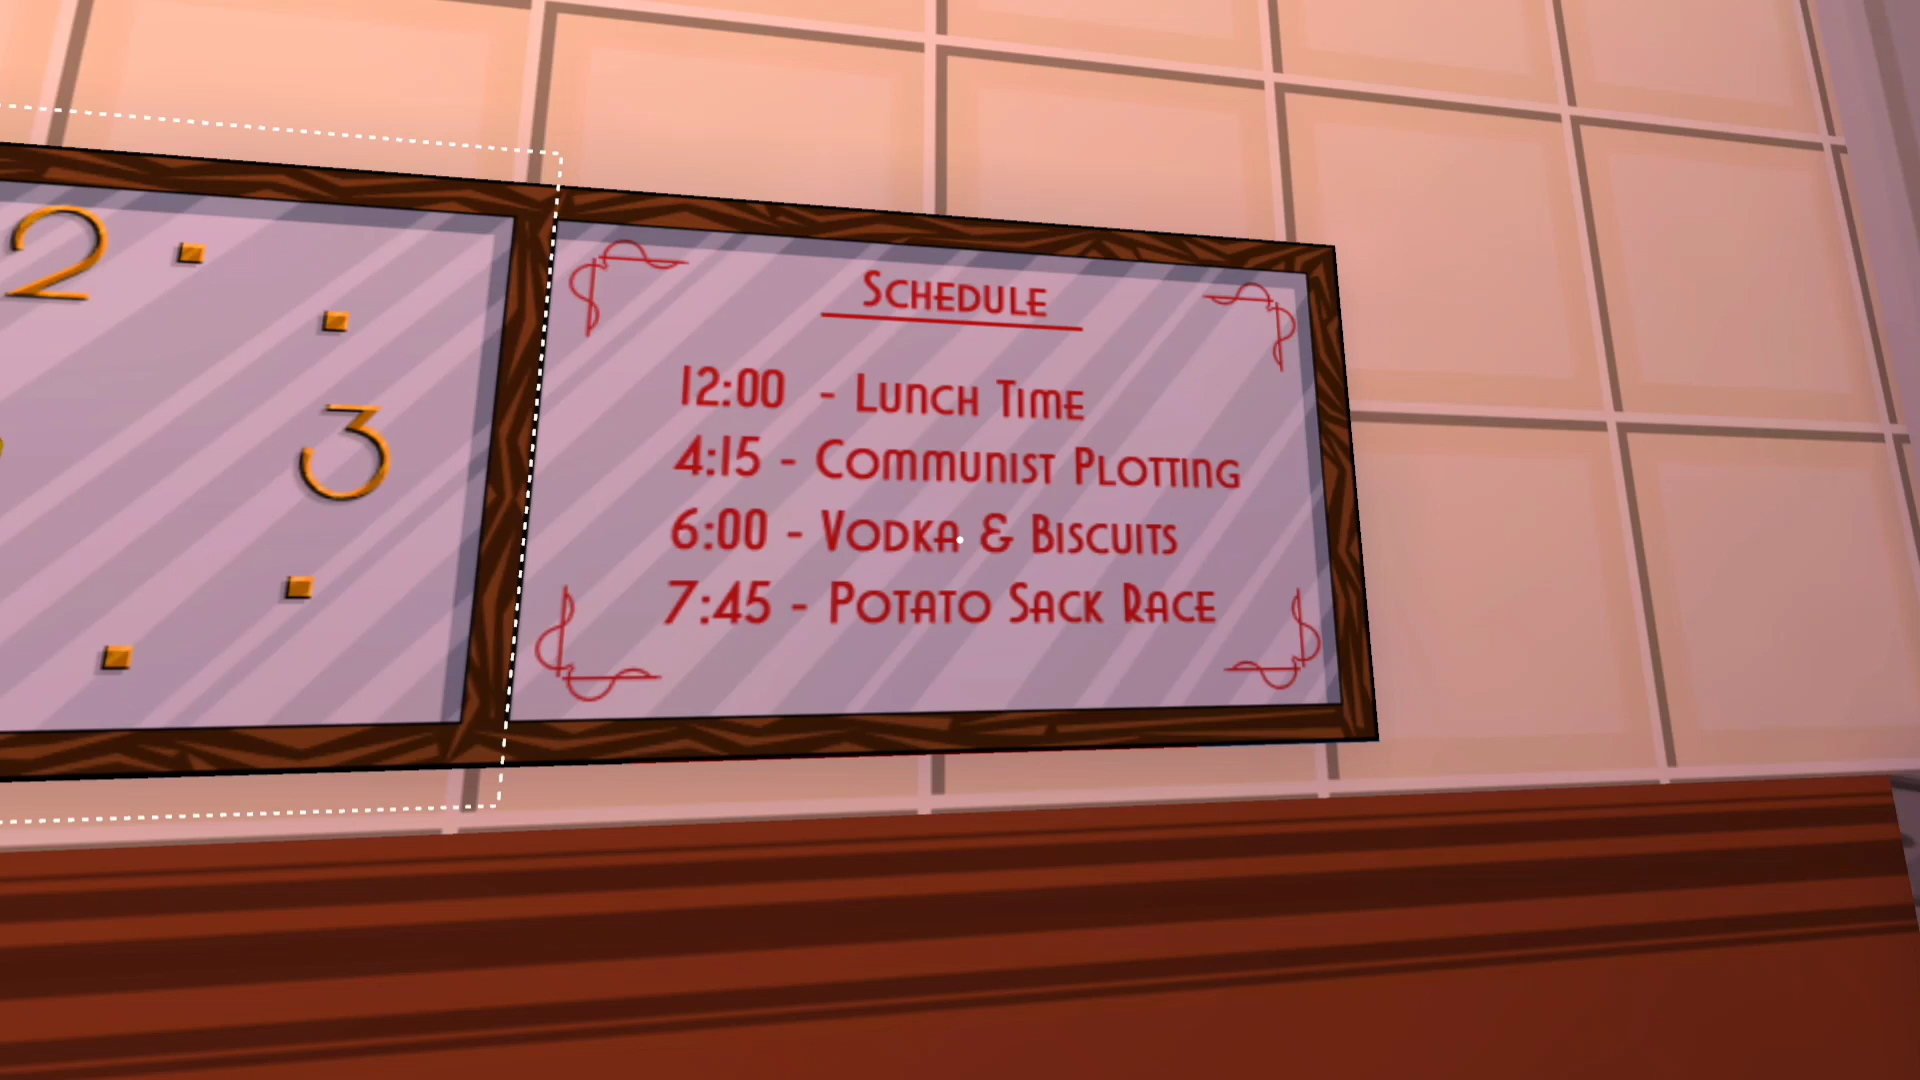 2
3
Schedule
12:00 - Lunch Time
4:15 - Communist Plotting
6:00 - Vodka & Biscuits
7:45 - Potato Sack Race